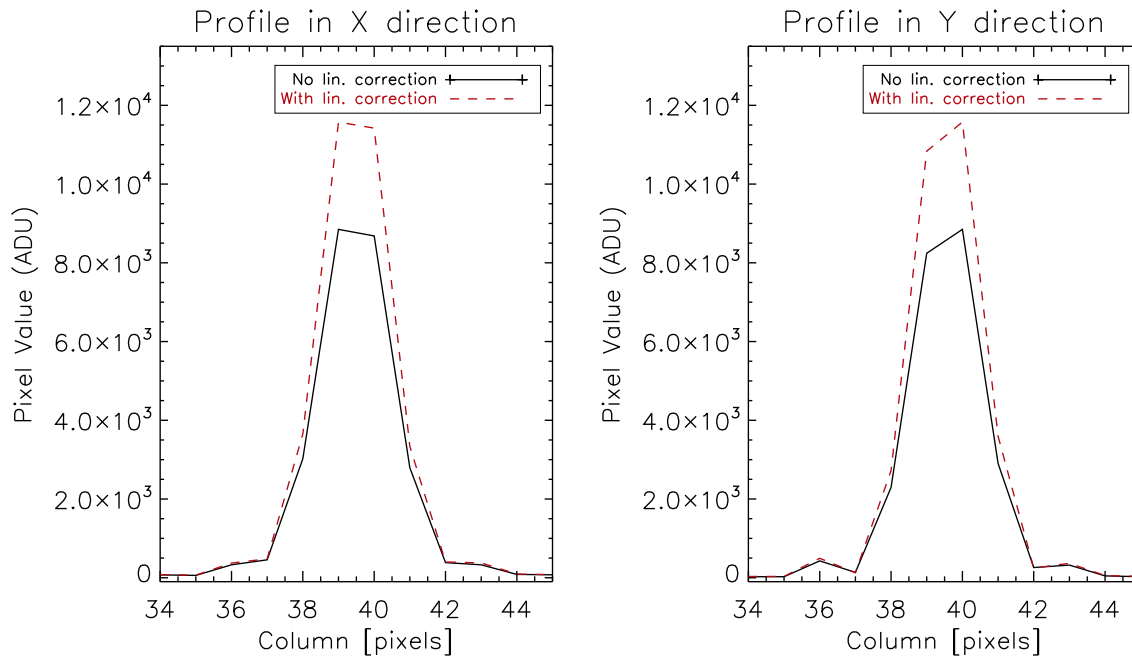 Profile in X direction
No lin. correction
With lin. correction
1.2×10⁴
1.0×10⁴
8.0×10³
6.0×10³
4.0×10³
2.0×10³
0
Pixel Value (ADU)
34 36 38 40 42 44
Column [pixels]
Profile in Y direction
No lin. correction
With lin. correction
1.2×10⁴
1.0×10⁴
8.0×10³
6.0×10³
4.0×10³
2.0×10³
0
Pixel Value (ADU)
34 36 38 40 42 44
Column [pixels]